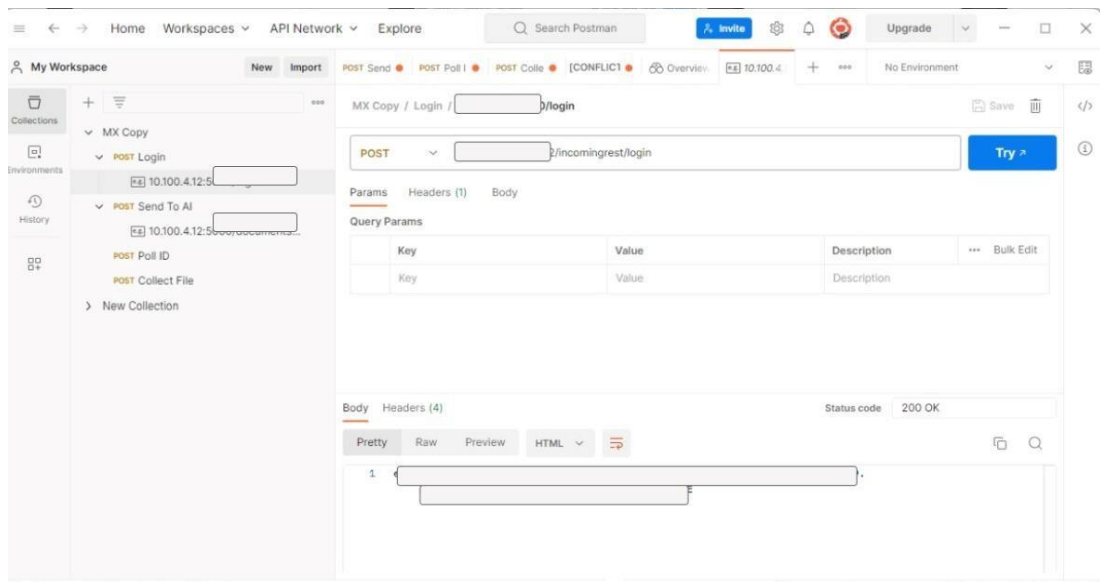 Home Workspaces API Network Explore Search Postman Invite Upgrade
My Workspace New Import POST Send POST Poll I POST Colle [CONFLICT Overview 10.100.4. No Environment
Collections
Environments
History
MX Copy
POST Login
e.g. 10.100.4.12:5
POST Send To AI
e.g. 10.100.4.12:5
POST Poll ID
POST Collect File
New Collection
MX Copy / Login / /login Save
POST 2/incomingrest/login Try
Params Headers (1) Body
Query Params
Key Value Description Bulk Edit
Key Value Description
Body Headers (4) Status code 200 OK
Pretty Raw Preview HTML
1